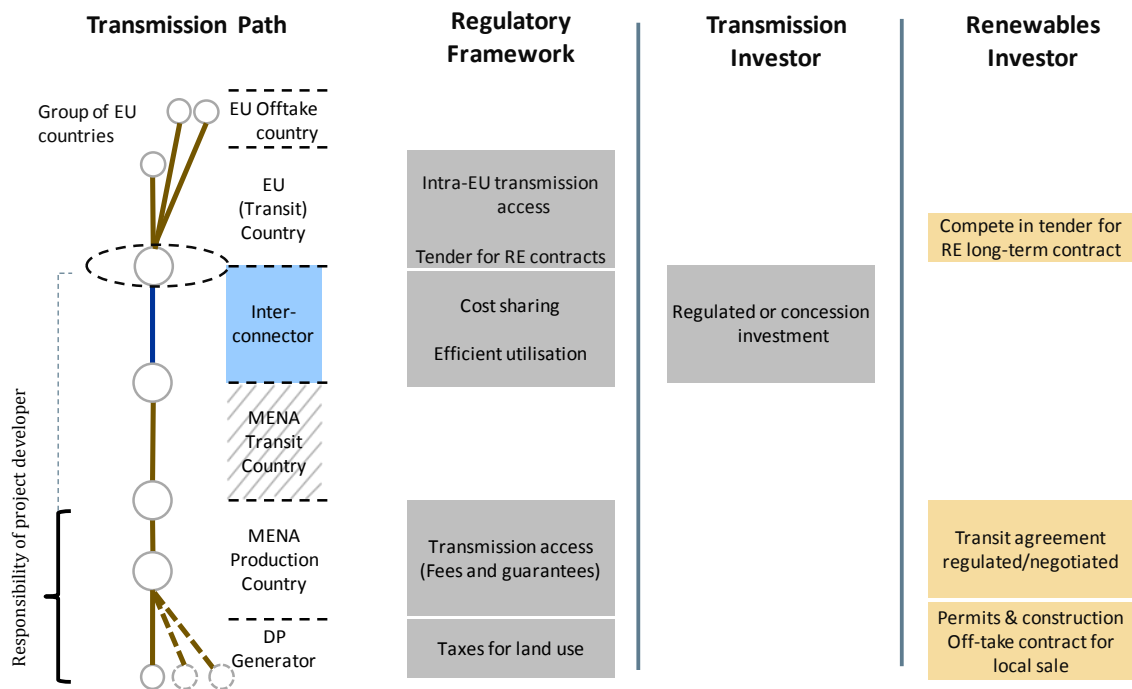 Transmission Path
Regulatory
Framework
Transmission
Investor
Renewables
Investor
Group of EU
countries
EU Offtake
country
EU
(Transit)
Country
Intra-EU transmission
access
Tender for RE contracts
Compete in tender for
RE long-term contract
Inter-
connector
Cost sharing
Efficient utilisation
Regulated or concession
investment
MENA
Transit
Country
Responsibility of project developer
MENA
Production
Country
Transmission access
(Fees and guarantees)
Transit agreement
regulated/negotiated
DP
Generator
Taxes for land use
Permits & construction
Off-take contract for
local sale